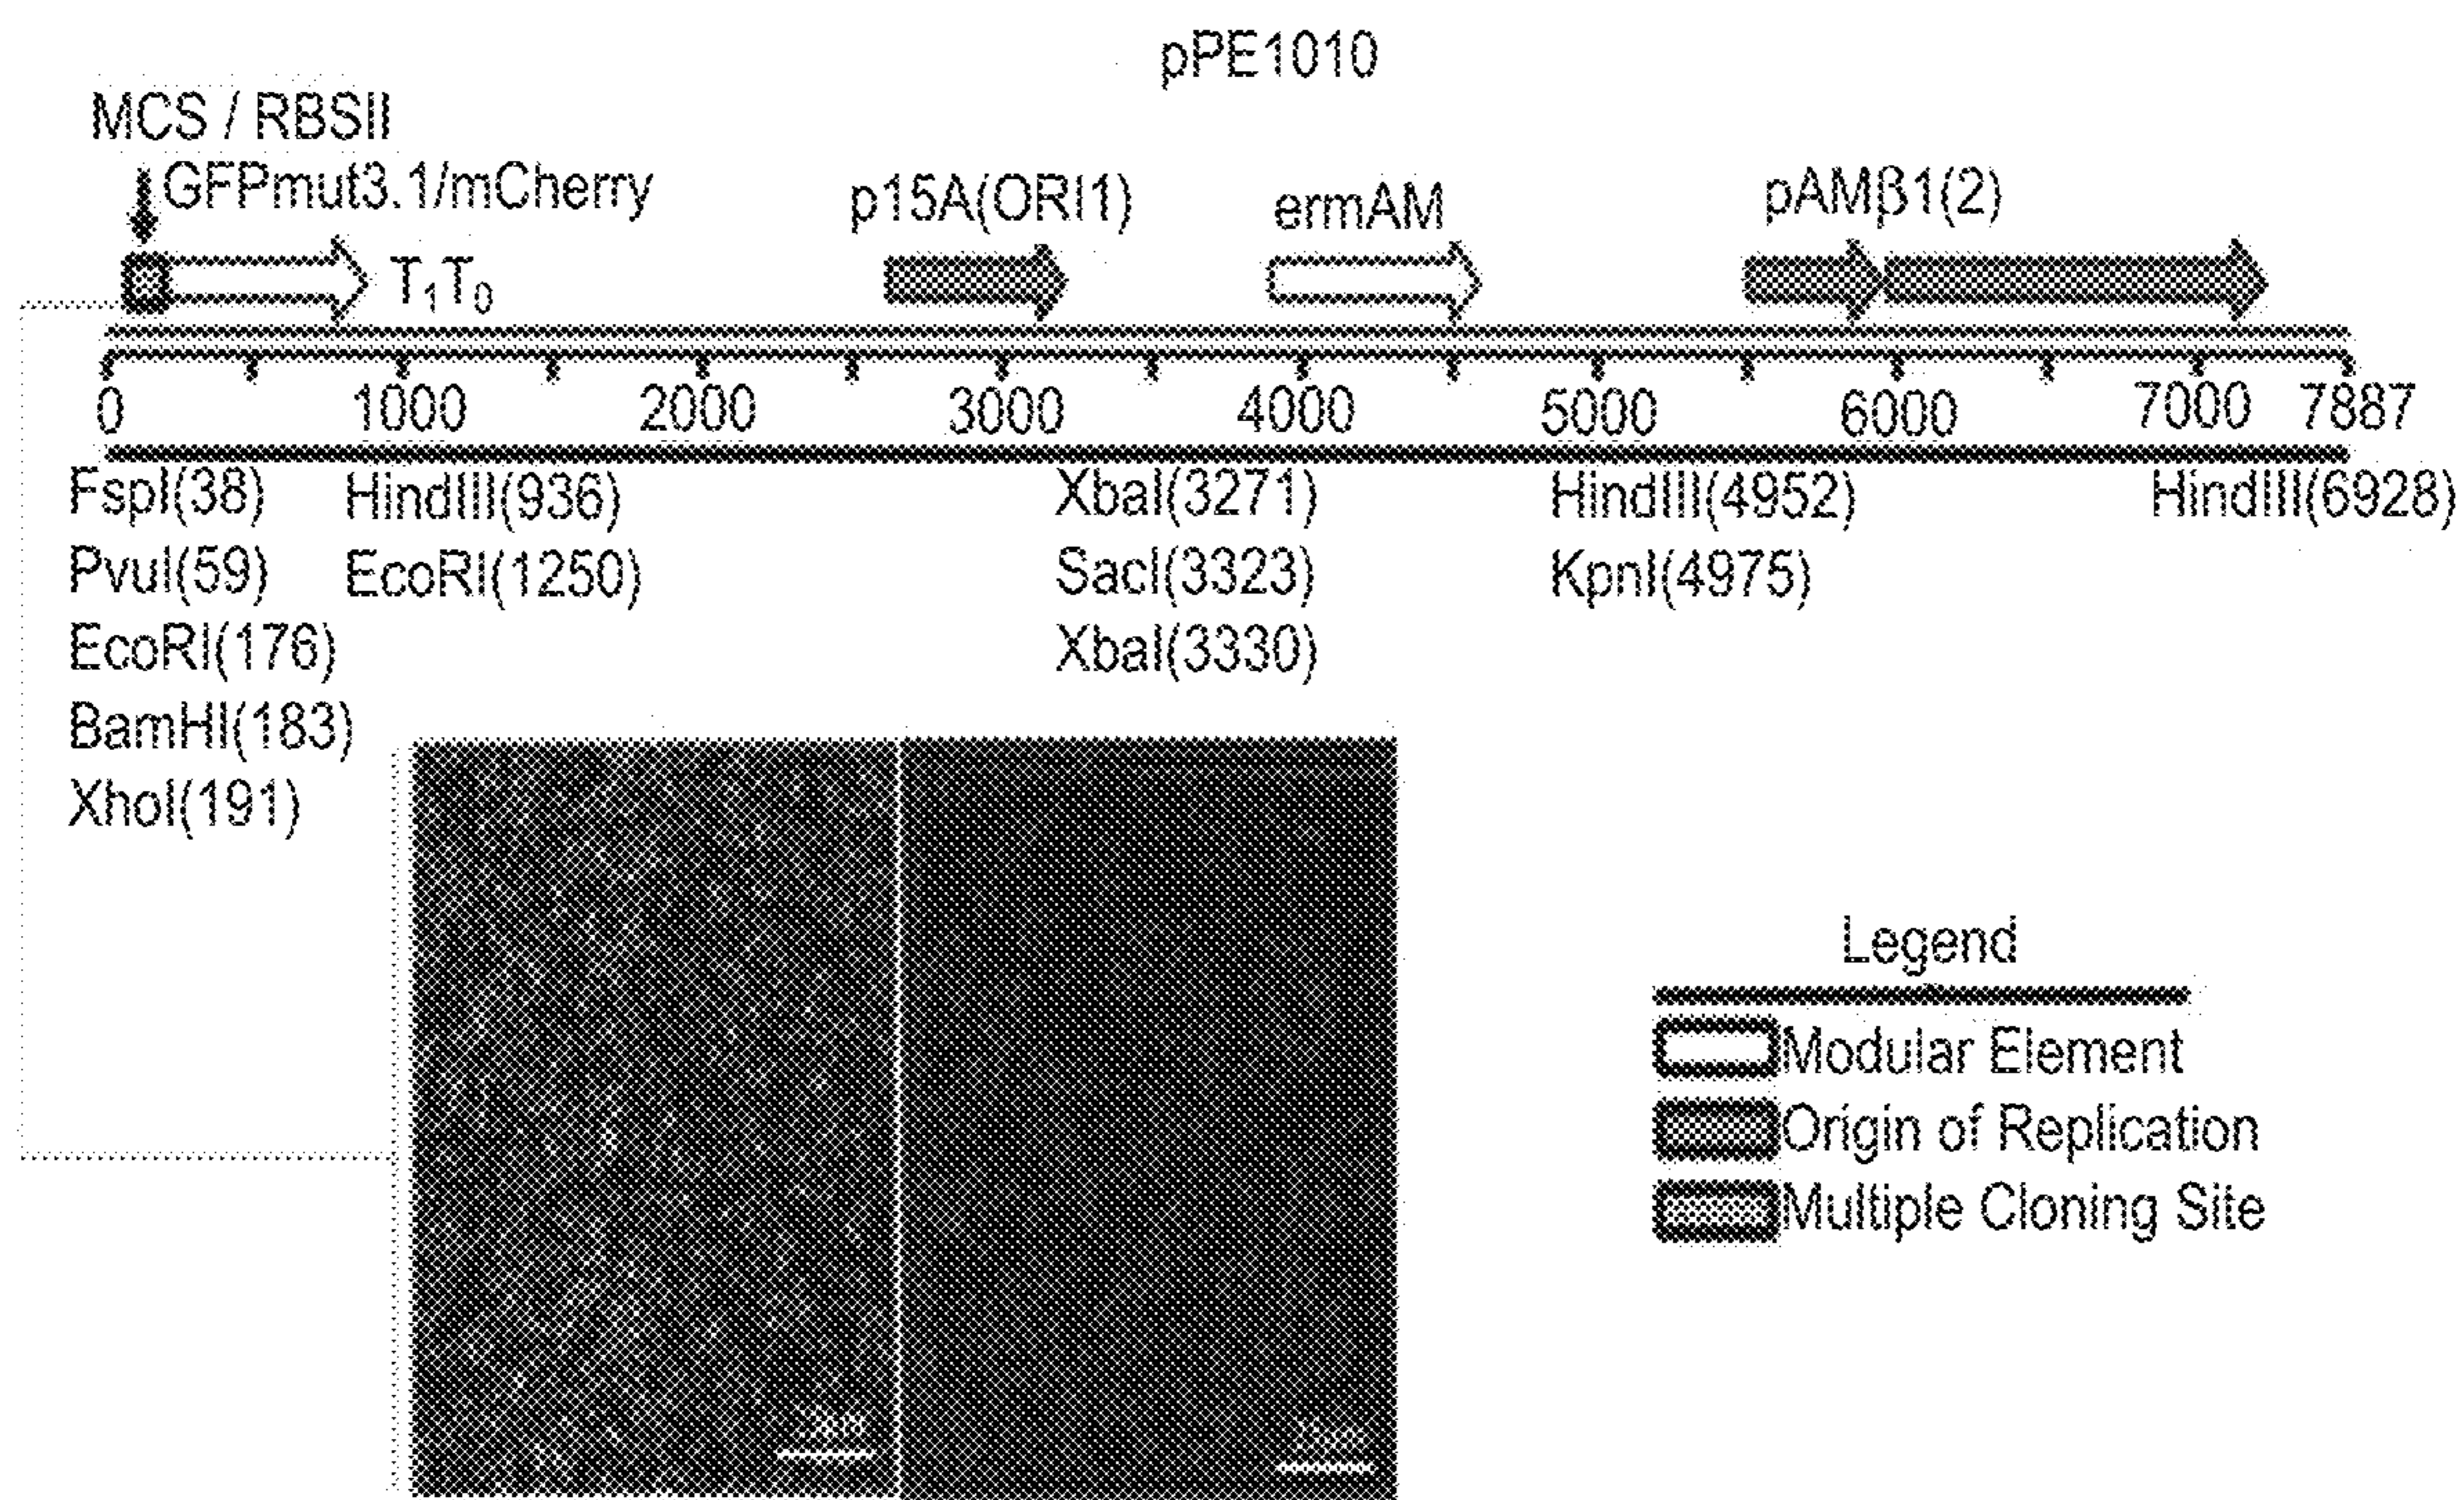 pPE1010
MCS / RBSII
GFPmut3.1/mCherry
p15A(ORI1)
ermAM
pAMβ1(2)
T₁T₀
0 1000 2000 3000 4000 5000 6000 7000 7887
FspI(38) HindIII(936) XbaI(3271) HindIII(4952) HindIII(6928)
PvuI(59) EcoRI(1250) SacI(3323) KpnI(4975)
EcoRI(176) XbaI(3330)
BamHI(183)
XhoI(191)
Legend
Modular Element
Origin of Replication
Multiple Cloning Site